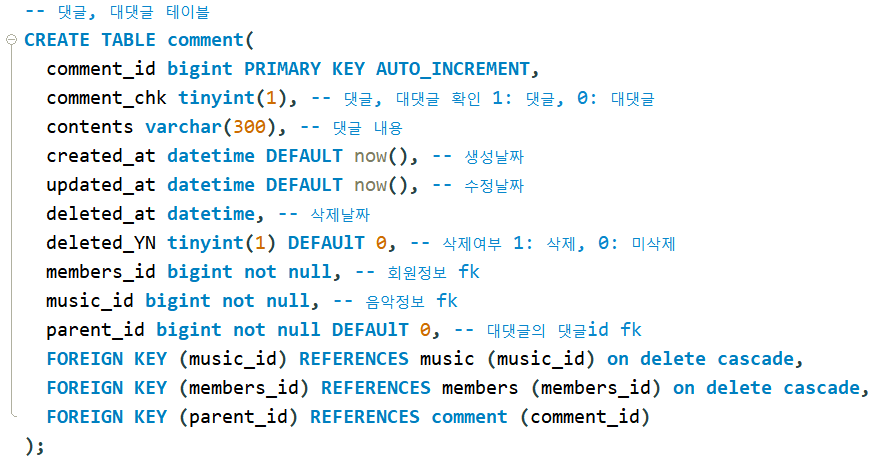 -- 댓글, 대댓글 테이블
CREATE TABLE comment(
comment_id bigint PRIMARY KEY AUTO_INCREMENT,
comment_chk tinyint(1), -- 댓글, 대댓글 확인 1: 댓글, 0: 대댓글
contents varchar(300), -- 댓글 내용
created_at datetime DEFAULT now(), -- 생성날짜
updated_at datetime DEFAULT now(), -- 수정날짜
deleted_at datetime, -- 삭제날짜
deleted_YN tinyint(1) DEFAUlT 0, -- 삭제여부 1: 삭제, 0: 미삭제
members_id bigint not null, -- 회원정보 fk
music_id bigint not null, -- 음악정보 fk
parent_id bigint not null DEFAUlT 0, -- 대댓글의 댓글id fk
FOREIGN KEY (music_id) REFERENCES music (music_id) on delete cascade,
FOREIGN KEY (members_id) REFERENCES members (members_id) on delete cascade,
FOREIGN KEY (parent_id) REFERENCES comment (comment_id)
);